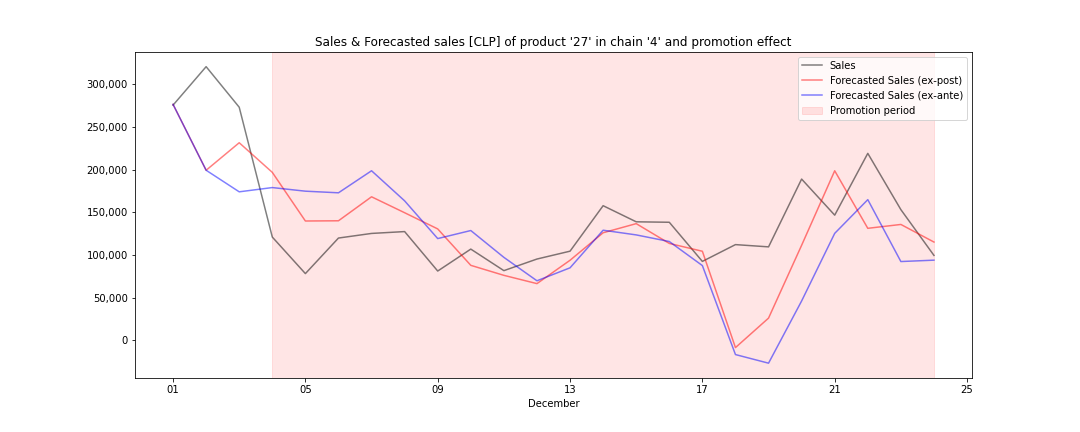 Sales & Forecasted sales [CLP] of product '27' in chain '4' and promotion effect
Sales
Forecasted Sales (ex-post)
Forecasted Sales (ex-ante)
Promotion period
300,000
250,000
200,000
150,000
100,000
50,000
0
01 05 09 13 17 21 25
December